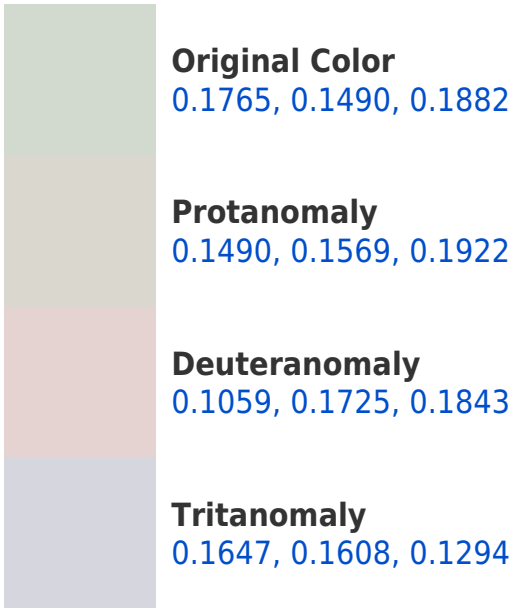 Original Color
0.1765, 0.1490, 0.1882
Protanomaly
0.1490, 0.1569, 0.1922
Deuteranomaly
0.1059, 0.1725, 0.1843
Tritanomaly
0.1647, 0.1608, 0.1294